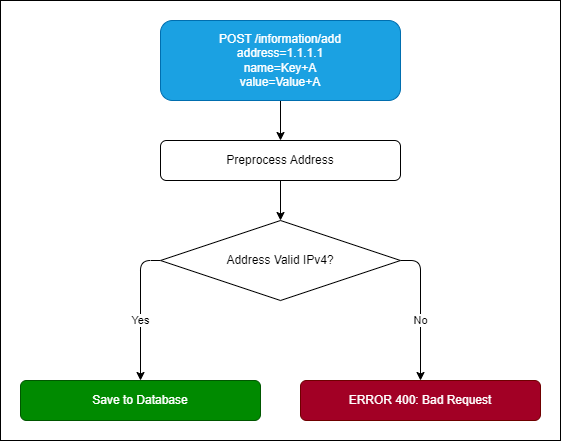 POST /information/add
address=1.1.1.1
name=Key+A
value=Value+A
Preprocess Address
Address Valid IPv4?
Yes
No
Save to Database
ERROR 400: Bad Request